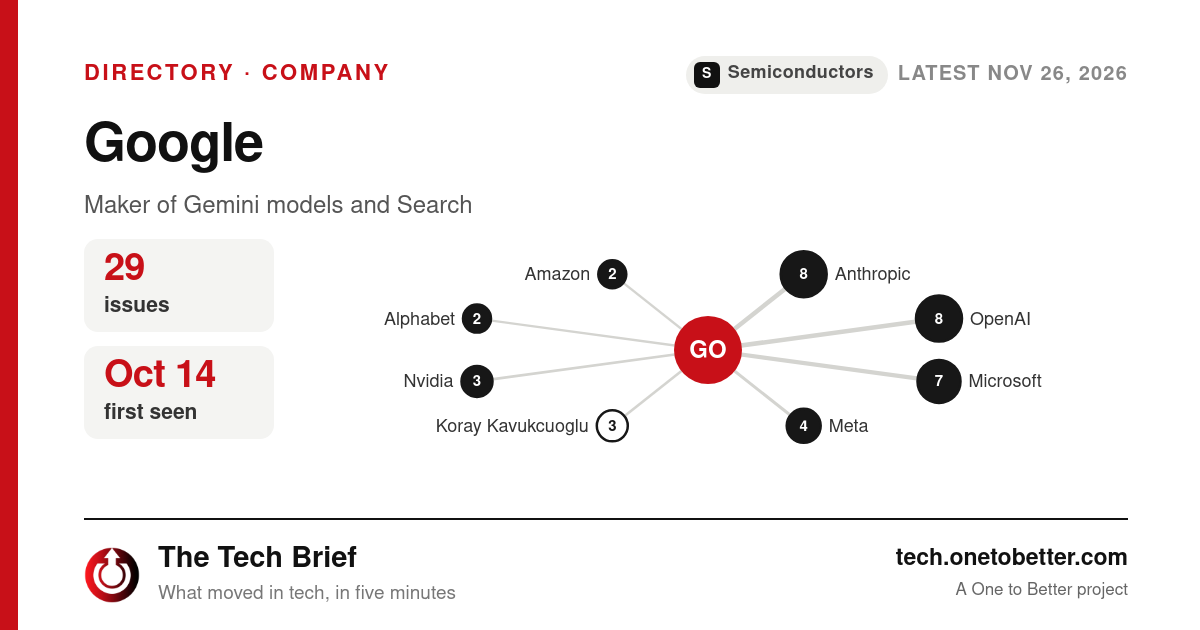 DIRECTORY · COMPANY
S Semiconductors LATEST NOV 26, 2026
Google
Maker of Gemini models and Search
29
issues
Oct 14
first seen
Amazon 2
8 Anthropic
Alphabet 2
8 OpenAI
GO
Nvidia 3
7 Microsoft
Koray Kavukcuoglu 3
4 Meta
The Tech Brief
What moved in tech, in five minutes
tech.onetobetter.com
A One to Better project